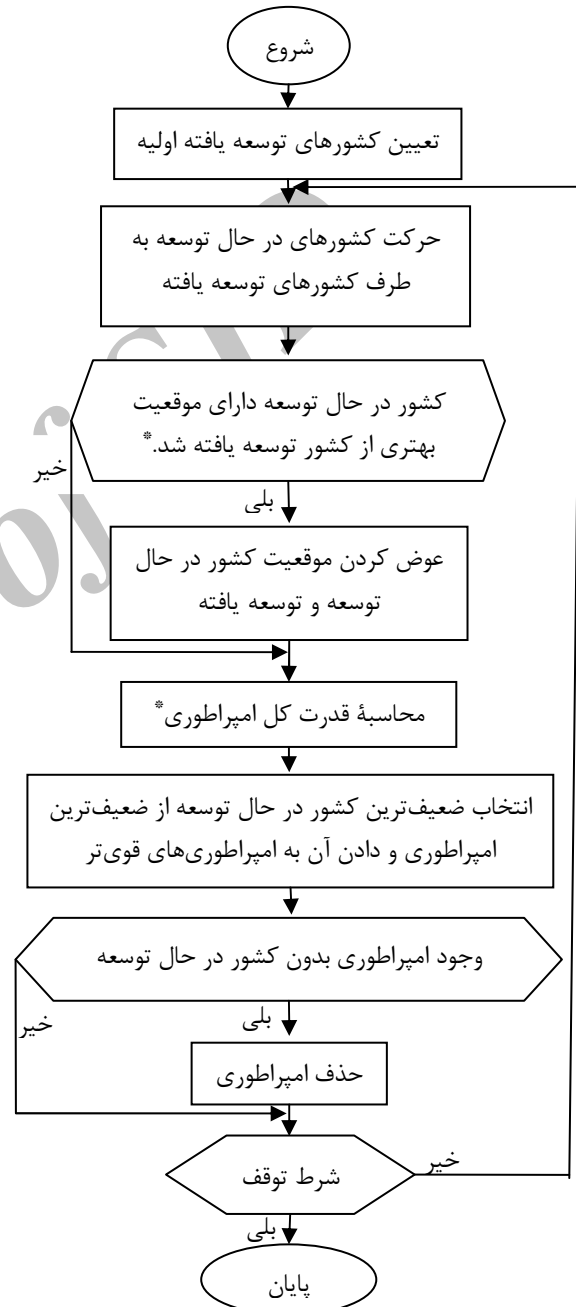 شروع
تعیین کشورهای توسعه یافته اولیه
حرکت کشورهای در حال توسعه به
طرف کشورهای توسعه یافته
کشور در حال توسعه دارای موقعیت
بهتری از کشور توسعه یافته شد.*
خیر
بلی
عوض کردن موقعیت کشور در حال
توسعه و توسعه یافته
محاسبهٔ قدرت کل امپراطوری*
انتخاب ضعیف‌ترین کشور در حال توسعه از ضعیف‌ترین
امپراطوری و دادن آن به امپراطوری‌های قوی‌تر
وجود امپراطوری بدون کشور در حال توسعه
خیر
بلی
حذف امپراطوری
شرط توقف
خیر
بلی
پایان